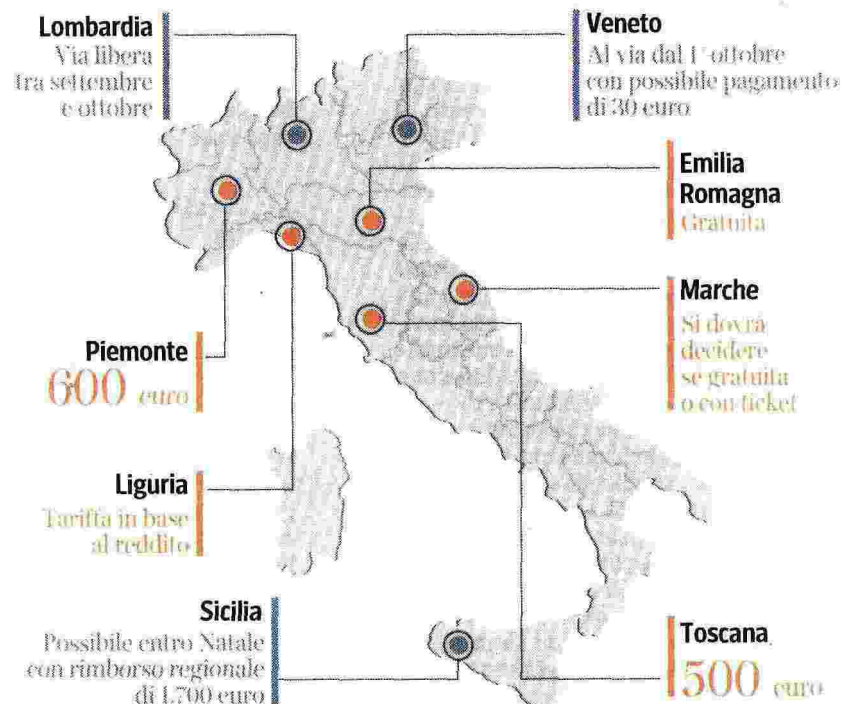 Lombardia
Via libera
tra settembre
e ottobre
Veneto
Al via dal 1° ottobre
con possibile pagamento
di 30 euro
Emilia
Romagna
Gratuita
Marche
Si dovrà
decidere
se gratuita
o con ticket
Piemonte
600 euro
Liguria
Tariffa in base
al reddito
Sicilia
Possibile entro Natale
con rimborso regionale
di 1.700 euro
Toscana
500 euro